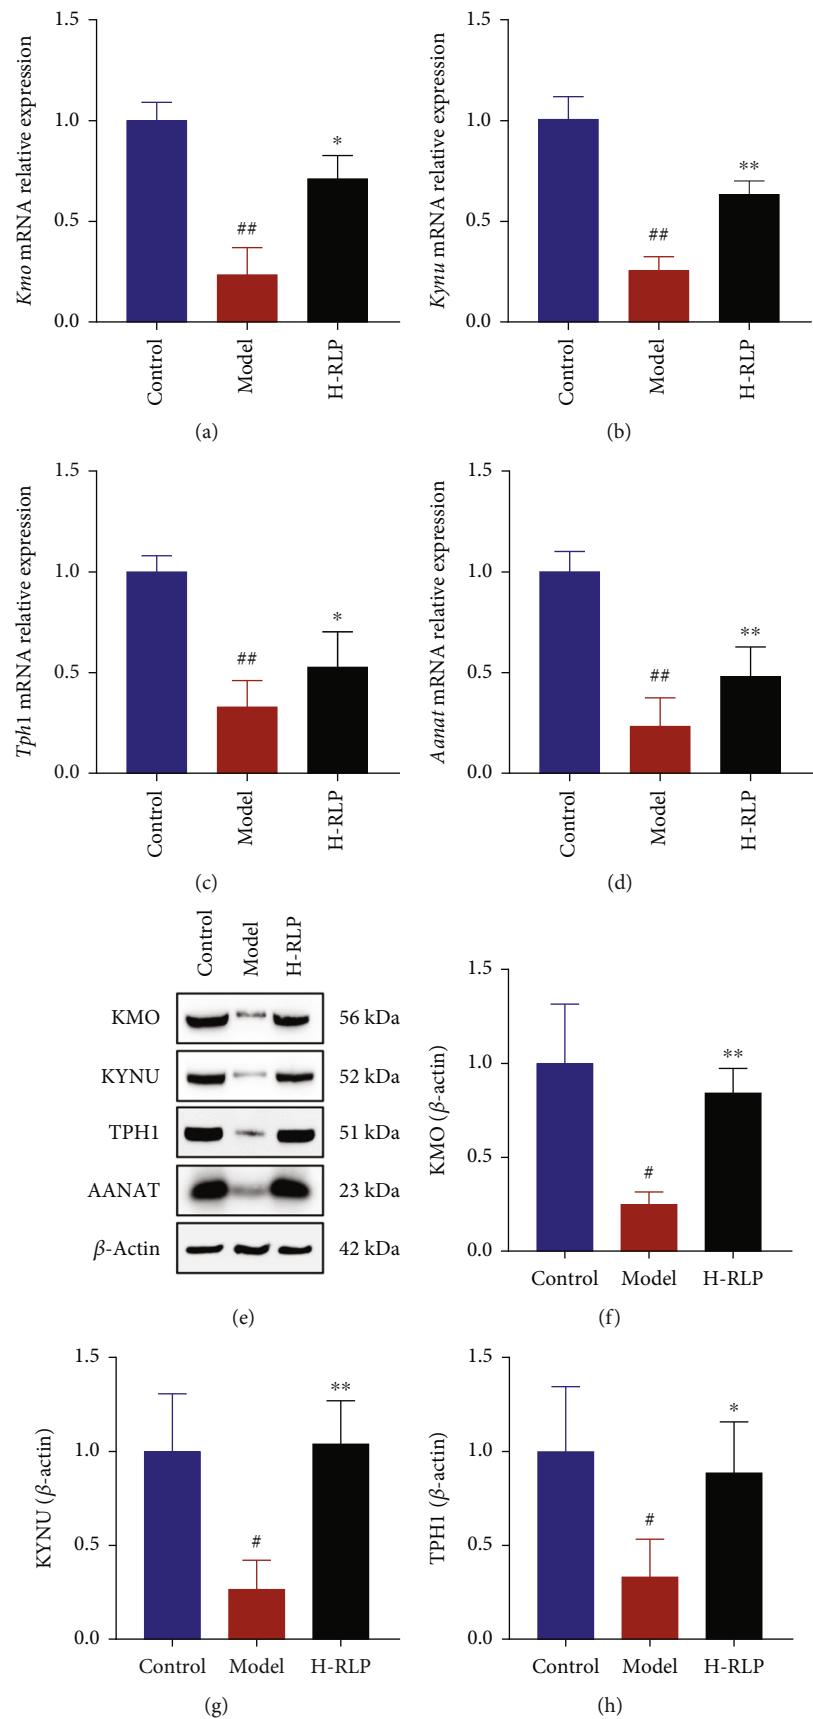 1.5
1.0
0.5
0.0
Kmo mRNA relative expression
##
*
Control
Model
H-RLP
(a)
1.5
1.0
0.5
0.0
Kynu mRNA relative expression
##
**
Control
Model
H-RLP
(b)
1.5
1.0
0.5
0.0
Tph1 mRNA relative expression
##
*
Control
Model
H-RLP
(c)
1.5
1.0
0.5
0.0
Aanat mRNA relative expression
##
**
Control
Model
H-RLP
(d)
Control
Model
H-RLP
KMO 56 kDa
KYNU 52 kDa
TPH1 51 kDa
AANAT 23 kDa
β-Actin 42 kDa
(e)
1.5
1.0
0.5
0.0
KMO (β-actin)
#
**
Control Model H-RLP
(f)
1.5
1.0
0.5
0.0
KYNU (β-actin)
#
**
Control Model H-RLP
(g)
1.5
1.0
0.5
0.0
TPH1 (β-actin)
#
*
Control Model H-RLP
(h)